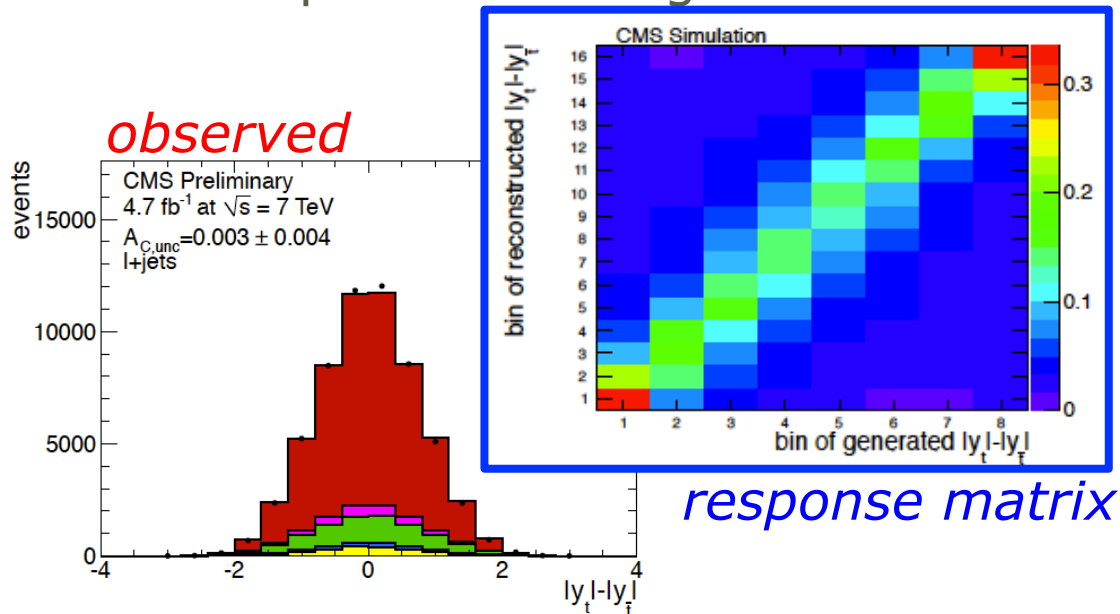 observed
CMS Preliminary
4.7 fb⁻¹ at √s = 7 TeV
A_C,unc=0.003 ± 0.004
l+jets
events
15000
10000
5000
0
-4 -2 0 2 4
|y_t|-|y_t̄|
CMS Simulation
bin of reconstructed |y_t|-|y_t̄|
16
15
14
13
12
11
10
9
8
7
6
5
4
3
2
1
1 2 3 4 5 6 7 8
bin of generated |y_t|-|y_t̄|
0.3
0.2
0.1
0
response matrix